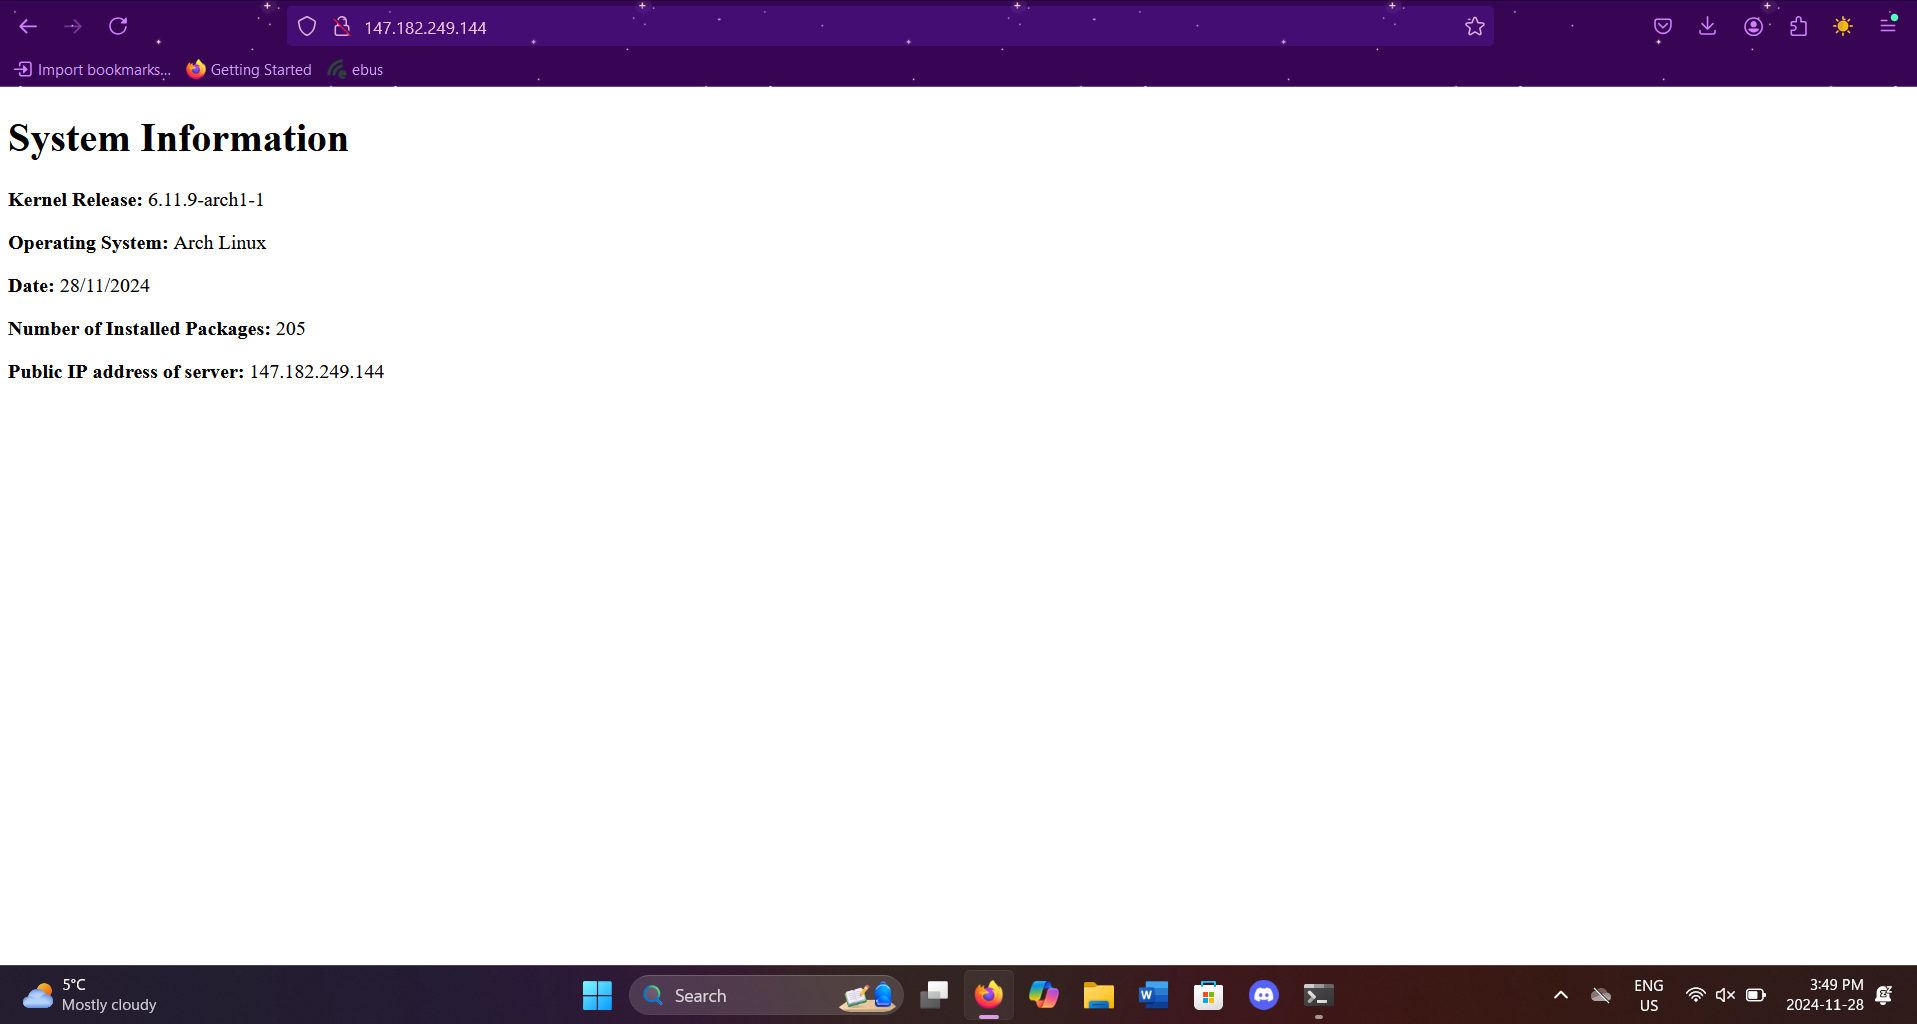 147.182.249.144
Import bookmarks...
Getting Started
ebus
System Information
Kernel Release: 6.11.9-arch1-1
Operating System: Arch Linux
Date: 28/11/2024
Number of Installed Packages: 205
Public IP address of server: 147.182.249.144
5°C
Mostly cloudy
Search
ENG
US
3:49 PM
2024-11-28